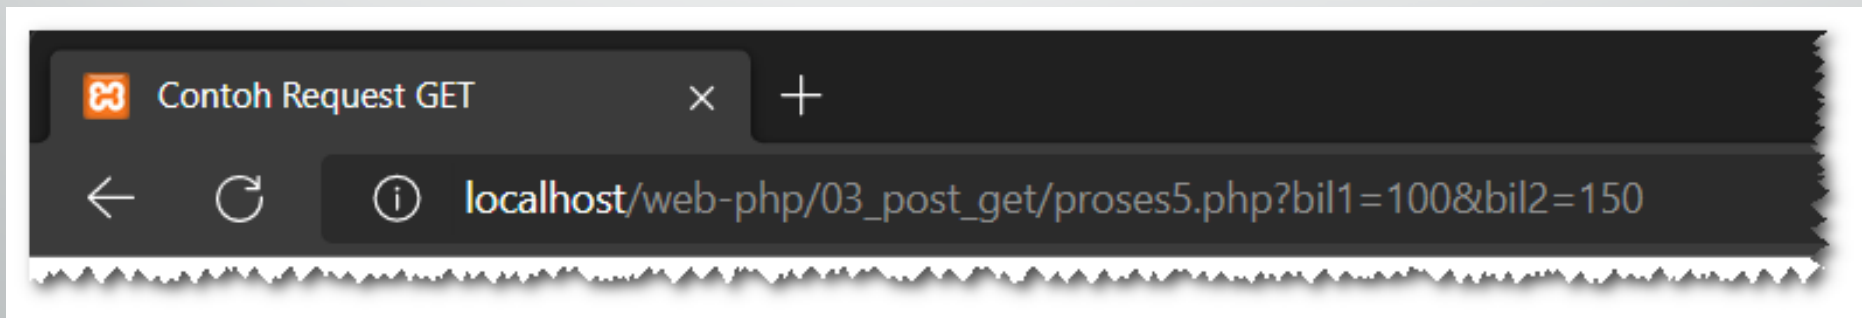 Contoh Request GET
localhost/web-php/03_post_get/proses5.php?bil1=100&bil2=150